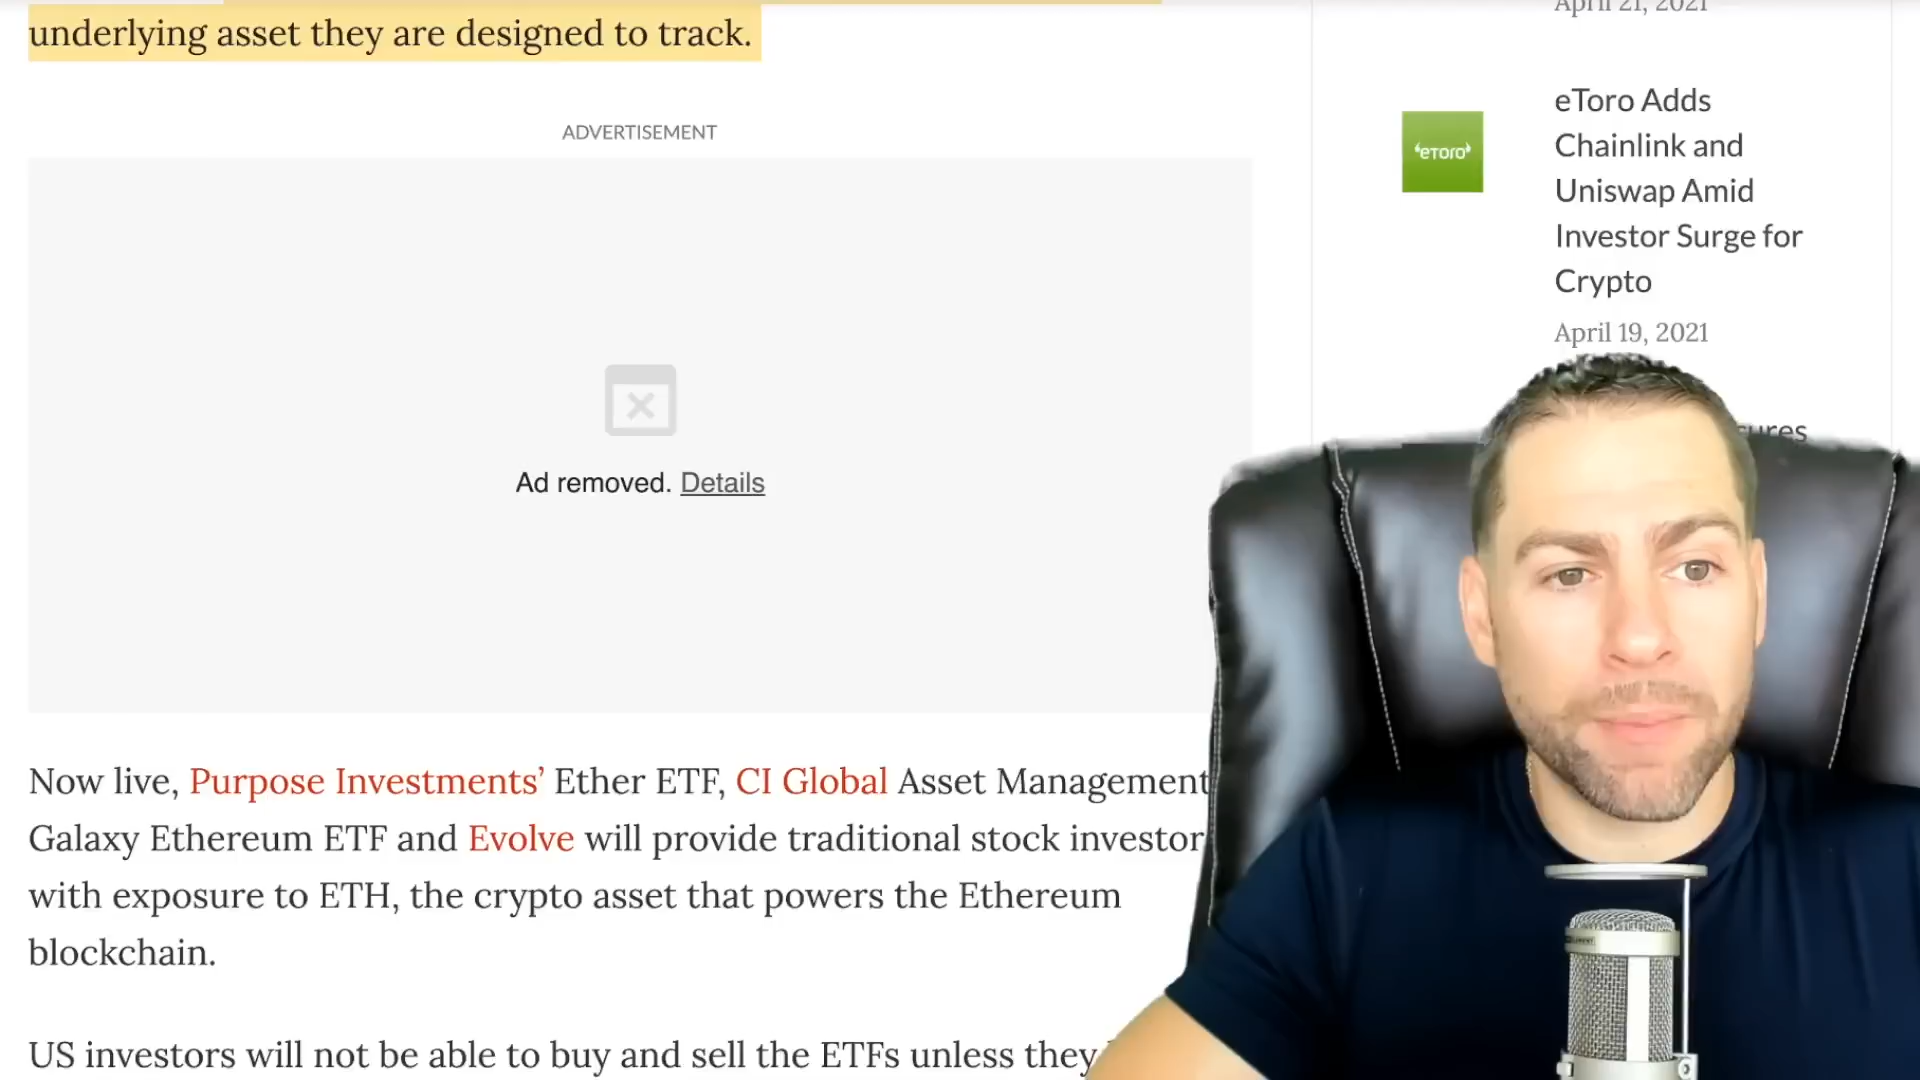 underlying asset they are designed to track.
ADVERTISEMENT
Ad removed. Details
Now live, Purpose Investments’ Ether ETF, CI Global Asset Management
Galaxy Ethereum ETF and Evolve will provide traditional stock investor
with exposure to ETH, the crypto asset that powers the Ethereum
blockchain.
US investors will not be able to buy and sell the ETFs unless they
April 21, 2021
eToro
eToro Adds
Chainlink and
Uniswap Amid
Investor Surge for
Crypto
April 19, 2021